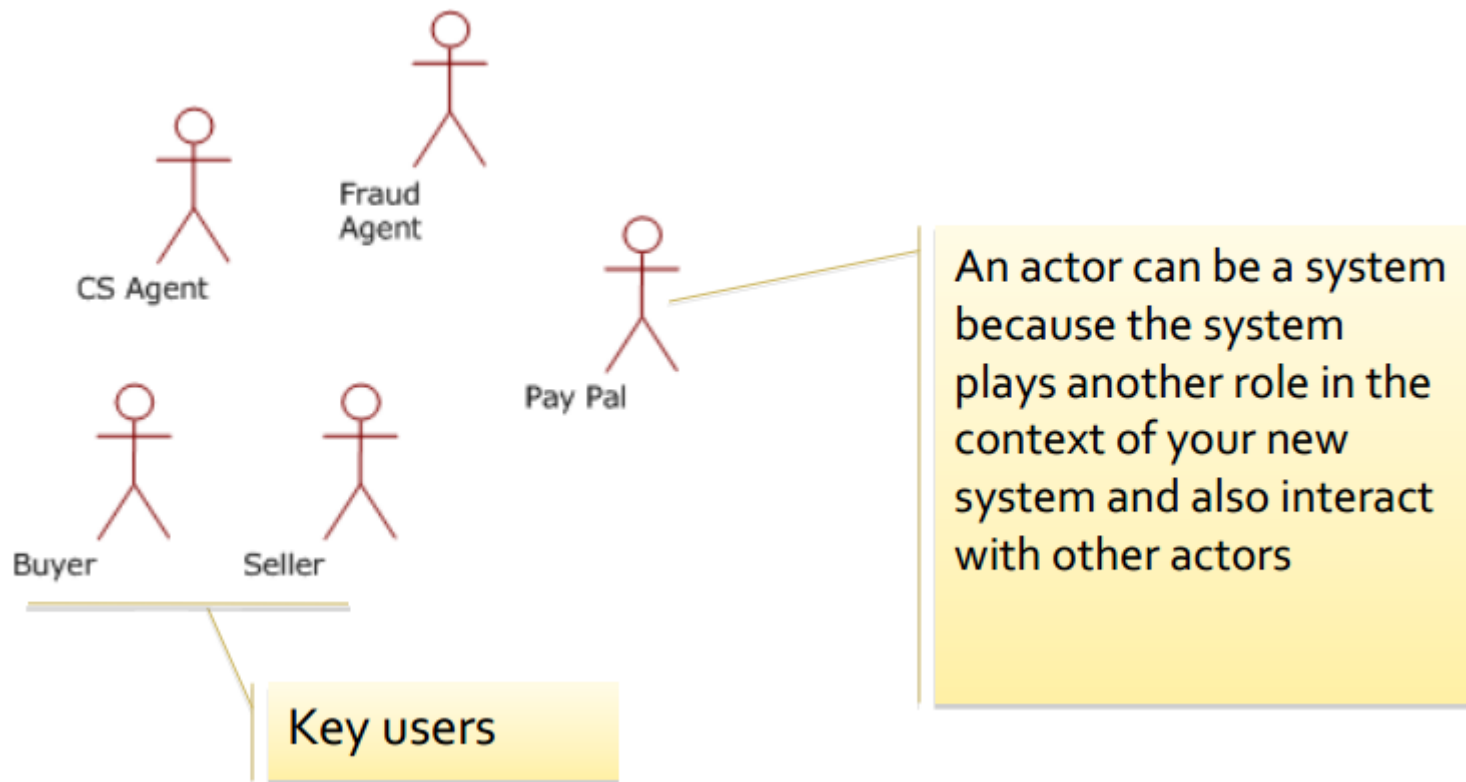 Fraud
Agent
CS Agent
Pay Pal
An actor can be a system
because the system
plays another role in the
context of your new
system and also interact
with other actors
Buyer
Seller
Key users